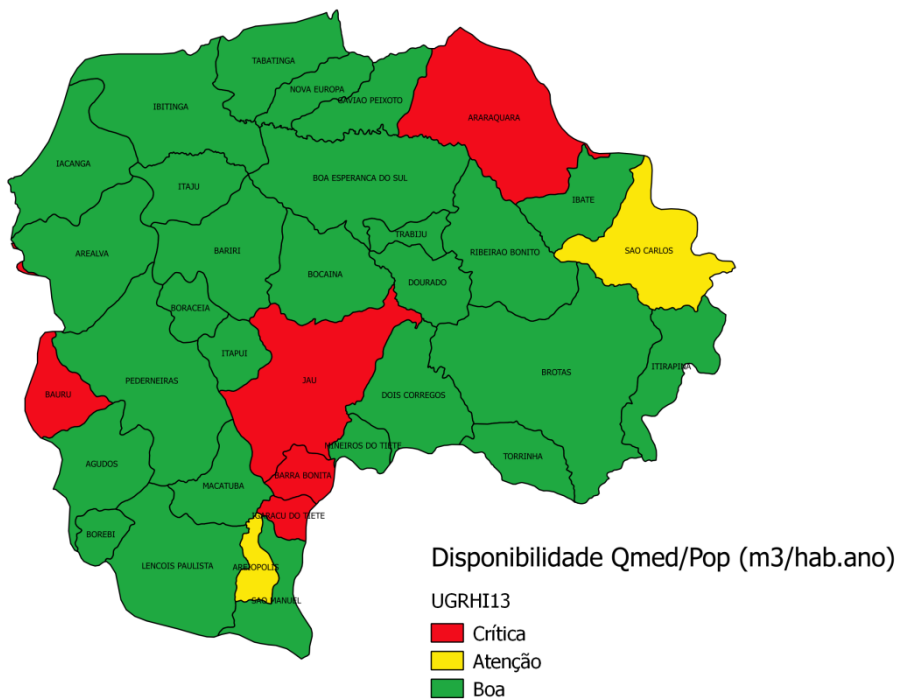 TABATINGA
NOVA EUROPA
GAVIAO PEIXOTO
IBITINGA
ARARAQUARA
IACANGA
BOA ESPERANCA DO SUL
ITAJU
IBATE
TRABIJU
SAO CARLOS
AREALVA
BARIRI
RIBEIRAO BONITO
BOCAINA
DOURADO
BORACEIA
ITAPUI
ITIRAPINA
BROTAS
PEDERNEIRAS
JAU
BAURU
DOIS CORREGOS
MINEIROS DO TIETE
TORRINHA
AGUDOS
BARRA BONITA
MACATUBA
IGARACU DO TIETE
BOREBI
LENCOIS PAULISTA
AREIOPOLIS
SAO MANUEL
Disponibilidade Qmed/Pop (m3/hab.ano)
UGRHI13
Crítica
Atenção
Boa